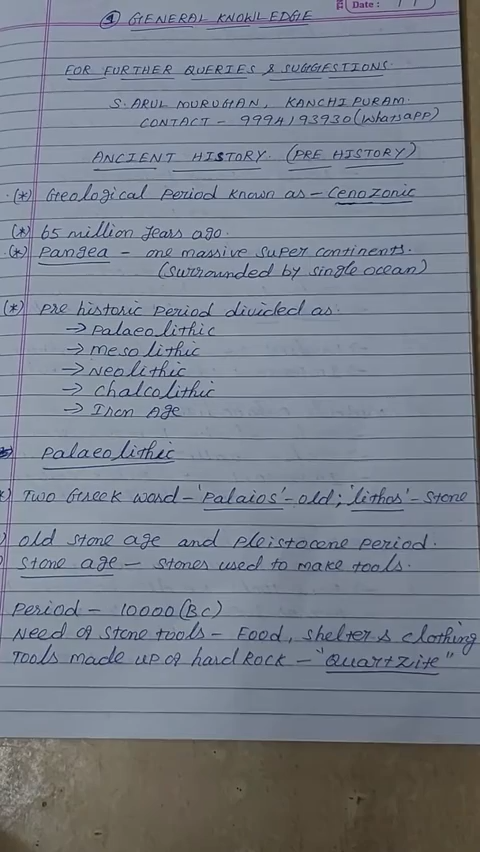 ① GENERAL KNOWLEDGE
Date :
FOR FURTHER QUERIES & SUGGESTIONS.
S. ARUL MURUGHAN, KANCHIPURAM.
CONTACT - 9994193930 (WhatsAPP)
ANCIENT HISTORY. (PRE HISTORY)
(*) Geological Period known as - Cenozonic
(*) 65 million years ago.
(*) Pangea - one massive super continents.
(surrounded by single ocean)
(*) Pre historic period divided as.
→ Palaeolithic
→ mesolithic
→ Neolithic
→ Chalcolithic
→ Iron Age
Palaeolithic
*) Two Greek word - 'Palaios' - old; 'lithos' - stone
) old stone age and Pleistocene Period.
) Stone age - stones used to make tools.
Period - 10000 (BC)
Need of stone tools - Food, shelter & clothing
Tools made up of hard Rock - "Quartzite"